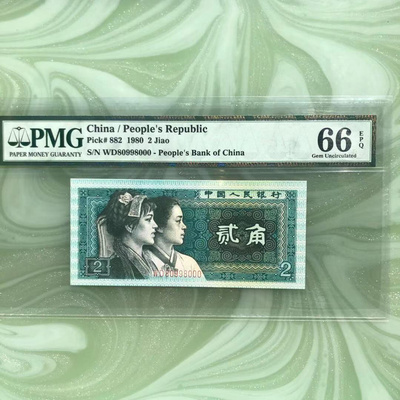 PMG
PAPER MONEY GUARANTY
China / People's Republic
Pick# 882 1980 2 Jiao
S/N WD80998000 - People's Bank of China
66 EPQ
Gem Uncirculated
中国人民银行
贰角
WD80998000
2
2